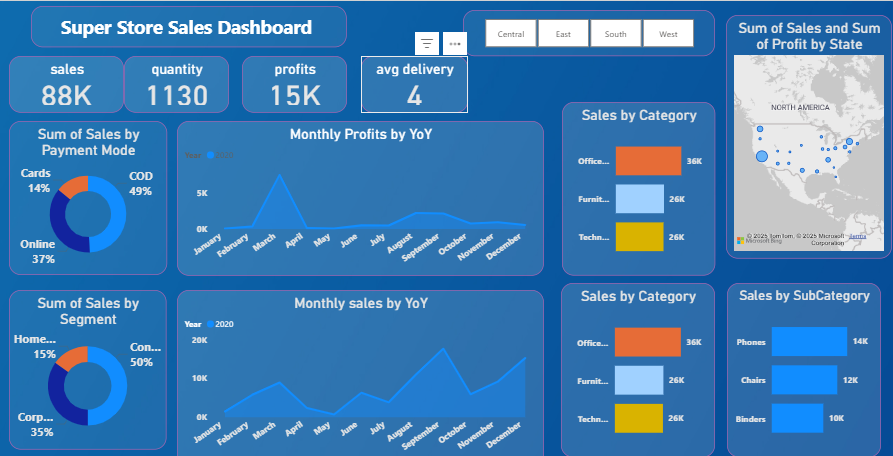 Super Store Sales Dashboard
Central
East
South
West
Sum of Sales and Sum
of Profit by State
sales
88K
quantity
1130
profits
15K
avg delivery
4
Sum of Sales by
Payment Mode
Cards
14%
COD
49%
Online
37%
Monthly Profits by YoY
Year 2020
5K
0K
January
February
March
April
May
June
July
August
September
October
November
December
Sales by Category
Office...
36K
Furnit...
26K
Techn...
26K
NORTH AMERICA
© 2025 TomTom, © 2025 Microsoft
Corporation
Terms
Microsoft Bing
Sum of Sales by
Segment
Home...
15%
Con...
50%
Corp...
35%
Monthly sales by YoY
Year 2020
20K
10K
0K
January
February
March
April
May
June
July
August
September
October
November
December
Sales by Category
Office...
36K
Furnit...
26K
Techn...
26K
Sales by SubCategory
Phones
14K
Chairs
12K
Binders
10K